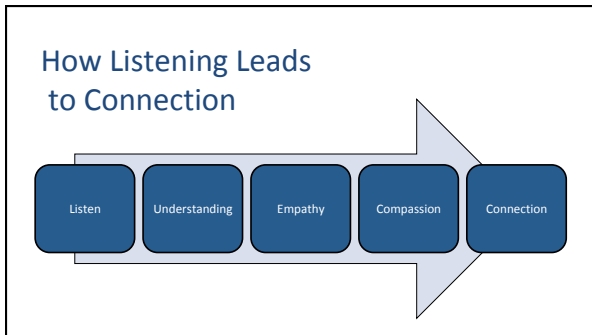 How Listening Leads
to Connection
Listen
Understanding
Empathy
Compassion
Connection